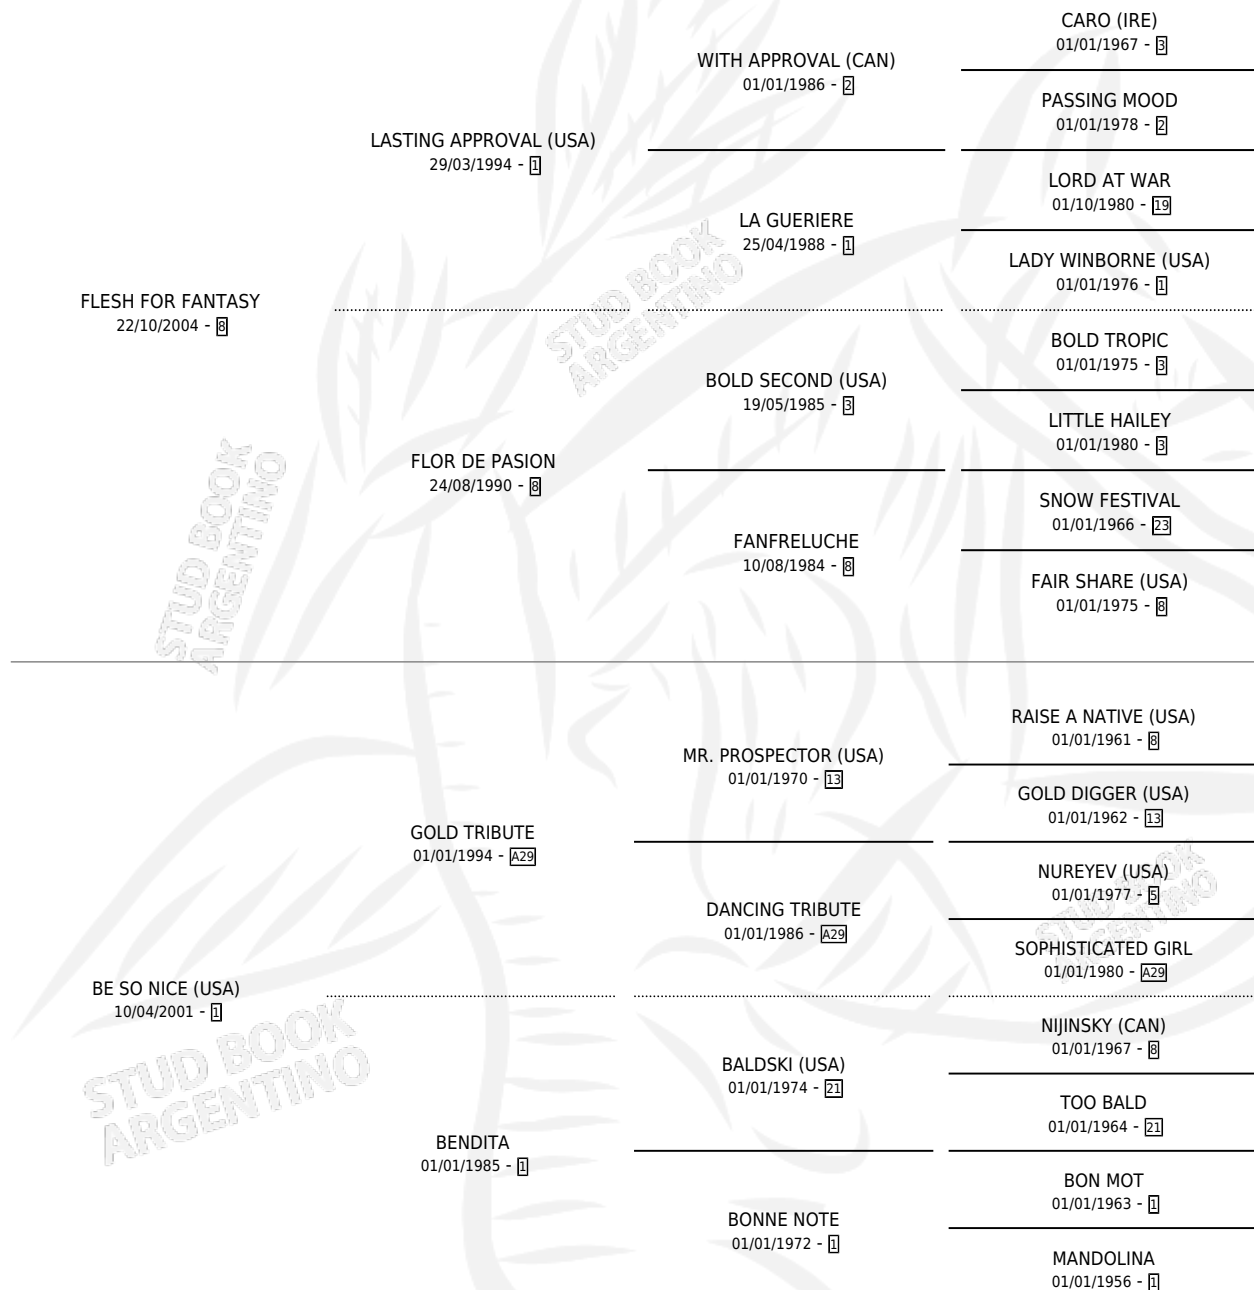 CARO (IRE)
01/01/1967 - 3
WITH APPROVAL (CAN)
01/01/1986 - 2
PASSING MOOD
01/01/1978 - 2
LASTING APPROVAL (USA)
29/03/1994 - 1
LORD AT WAR
01/10/1980 - 19
LA GUERIERE
25/04/1988 - 1
LADY WINBORNE (USA)
01/01/1976 - 1
FLESH FOR FANTASY
22/10/2004 - 8
BOLD TROPIC
01/01/1975 - 3
BOLD SECOND (USA)
19/05/1985 - 3
LITTLE HAILEY
01/01/1980 - 3
FLOR DE PASION
24/08/1990 - 8
SNOW FESTIVAL
01/01/1966 - 23
FANFRELUCHE
10/08/1984 - 8
FAIR SHARE (USA)
01/01/1975 - 8
RAISE A NATIVE (USA)
01/01/1961 - 8
MR. PROSPECTOR (USA)
01/01/1970 - 13
GOLD DIGGER (USA)
01/01/1962 - 13
GOLD TRIBUTE
01/01/1994 - A29
NUREYEV (USA)
01/01/1977 - 5
DANCING TRIBUTE
01/01/1986 - A29
SOPHISTICATED GIRL
01/01/1980 - A29
BE SO NICE (USA)
10/04/2001 - 1
NIJINSKY (CAN)
01/01/1967 - 8
BALDSKI (USA)
01/01/1974 - 21
TOO BALD
01/01/1964 - 21
BENDITA
01/01/1985 - 1
BON MOT
01/01/1963 - 1
BONNE NOTE
01/01/1972 - 1
MANDOLINA
01/01/1956 - 1
STUD BOOK
ARGENTINO
STUD BOOK
ARGENTINO
STUD BOOK
ARGENTINO
STUD BOOK
ARGENTINO